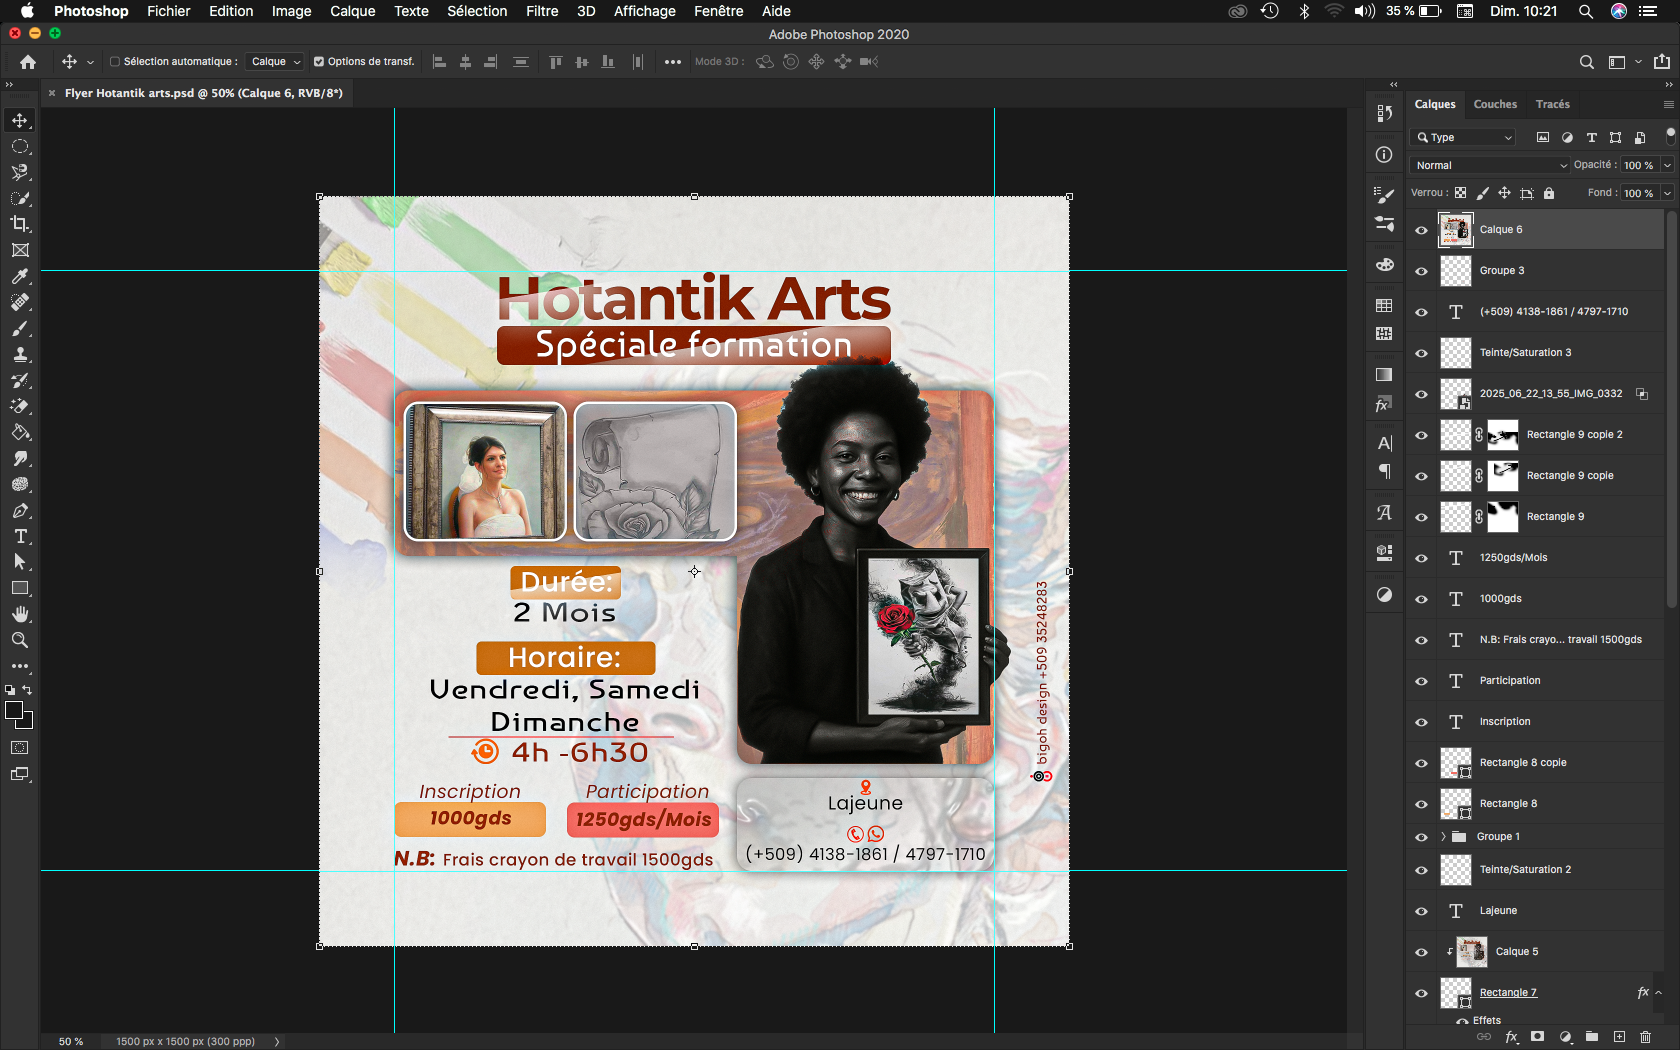 Photoshop Fichier Edition Image Calque Texte Sélection Filtre 3D Affichage Fenêtre Aide 35 % Dim. 10:21
Adobe Photoshop 2020
Sélection automatique : Calque Options de transf. Mode 3D :
Flyer Hotantik arts.psd @ 50% (Calque 6, RVB/8*)
Hotantik Arts
Spéciale formation
Durée:
2 Mois
Horaire:
Vendredi, Samedi
Dimanche
4h -6h30
Inscription
1000gds
Participation
1250gds/Mois
N.B: Frais crayon de travail 1500gds
Lajeune
(+509) 4138-1861 / 4797-1710
bigoh design +509 35248283
50 % 1500 px x 1500 px (300 ppp)
Calques Couches Tracés
Type
Normal Opacité : 100 %
Verrou : Fond : 100 %
Calque 6
Groupe 3
(+509) 4138-1861 / 4797-1710
Teinte/Saturation 3
2025_06_22_13_55_IMG_0332
Rectangle 9 copie 2
Rectangle 9 copie
Rectangle 9
1250gds/Mois
1000gds
N.B: Frais crayo... travail 1500gds
Participation
Inscription
Rectangle 8 copie
Rectangle 8
Groupe 1
Teinte/Saturation 2
Lajeune
Calque 5
Rectangle 7 fx
Effets